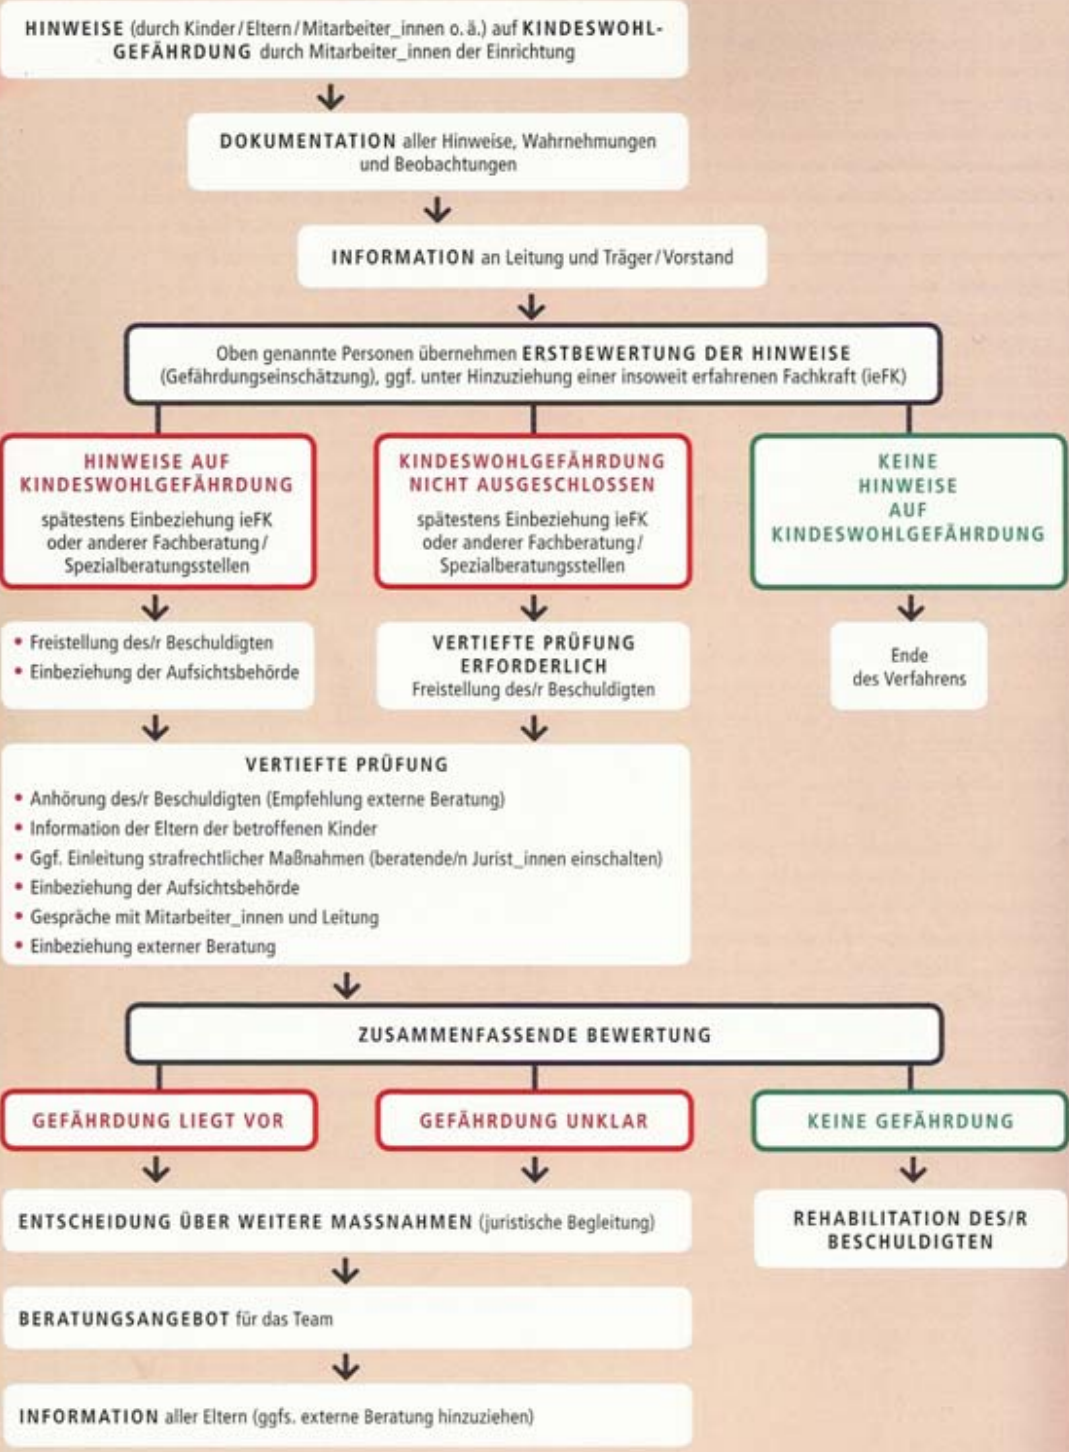 HINWEISE (durch Kinder/Eltern/Mitarbeiter_innen o. ä.) auf KINDESWOHL-
GEFÄHRDUNG durch Mitarbeiter_innen der Einrichtung
DOKUMENTATION aller Hinweise, Wahrnehmungen
und Beobachtungen
INFORMATION an Leitung und Träger/Vorstand
Oben genannte Personen übernehmen ERSTBEWERTUNG DER HINWEISE
(Gefährdungseinschätzung), ggf. unter Hinzuziehung einer insoweit erfahrenen Fachkraft (ieFK)
HINWEISE AUF
KINDESWOHLGEFÄHRDUNG
spätestens Einbeziehung ieFK
oder anderer Fachberatung/
Spezialberatungsstellen
KINDESWOHLGEFÄHRDUNG
NICHT AUSGESCHLOSSEN
spätestens Einbeziehung ieFK
oder anderer Fachberatung/
Spezialberatungsstellen
KEINE
HINWEISE
AUF
KINDESWOHLGEFÄHRDUNG
• Freistellung des/r Beschuldigten
• Einbeziehung der Aufsichtsbehörde
VERTIEFTE PRÜFUNG
ERFORDERLICH
Freistellung des/r Beschuldigten
Ende
des Verfahrens
VERTIEFTE PRÜFUNG
• Anhörung des/r Beschuldigten (Empfehlung externe Beratung)
• Information der Eltern der betroffenen Kinder
• Ggf. Einleitung strafrechtlicher Maßnahmen (beratende/n Jurist_innen einschalten)
• Einbeziehung der Aufsichtsbehörde
• Gespräche mit Mitarbeiter_innen und Leitung
• Einbeziehung externer Beratung
ZUSAMMENFASSENDE BEWERTUNG
GEFÄHRDUNG LIEGT VOR
GEFÄHRDUNG UNKLAR
KEINE GEFÄHRDUNG
ENTSCHEIDUNG ÜBER WEITERE MASSNAHMEN (juristische Begleitung)
REHABILITATION DES/R
BESCHULDIGTEN
BERATUNGSANGEBOT für das Team
INFORMATION aller Eltern (ggfs. externe Beratung hinzuziehen)